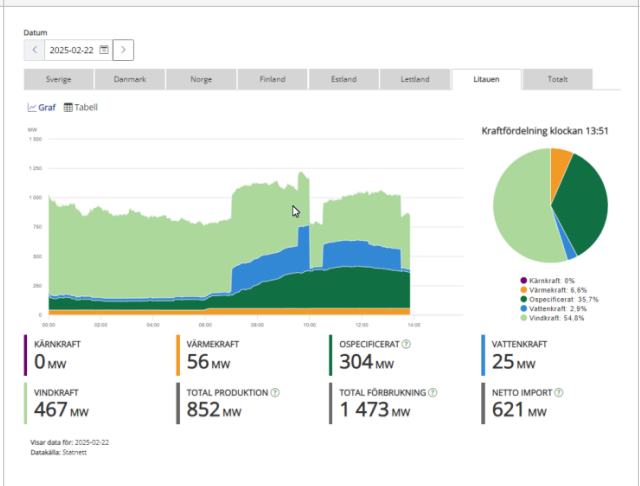 Datum
2025-02-22
Sverige Danmark Norge Finland Estland Lettland Litauen Totalt
Graf Tabell
MW
1 500
1 250
1 000
750
500
250
0
00:00 02:00 04:00 06:00 08:00 10:00 12:00 14:00
Kraftfördelning klockan 13:51
Kärnkraft: 0%
Värmekraft: 6,6%
Ospecificerat: 35,7%
Vattenkraft: 2,9%
Vindkraft: 54,8%
KÄRNKRAFT
0 MW
VÄRMEKRAFT
56 MW
OSPECIFICERAT ?
304 MW
VATTENKRAFT
25 MW
VINDKRAFT
467 MW
TOTAL PRODUKTION ?
852 MW
TOTAL FÖRBRUKNING ?
1 473 MW
NETTO IMPORT ?
621 MW
Visar data för: 2025-02-22
Datakälla: Statnett